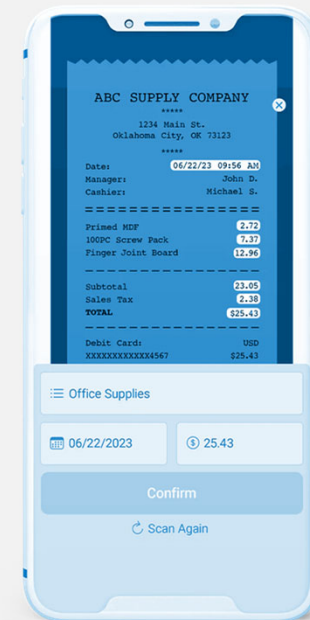 ABC SUPPLY COMPANY
*****
1234 Main St.
Oklahoma City, OK 73123
*****
Date: 06/22/23 09:56 AM
Manager: John D.
Cashier: Michael S.
Primed MDF 2.72
100PC Screw Pack 7.37
Finger Joint Board 12.96
Subtotal 23.05
Sales Tax 2.38
TOTAL $25.43
Debit Card: USD
XXXXXXXXXXXX4567 $25.43
Office Supplies
06/22/2023
$ 25.43
Confirm
Scan Again